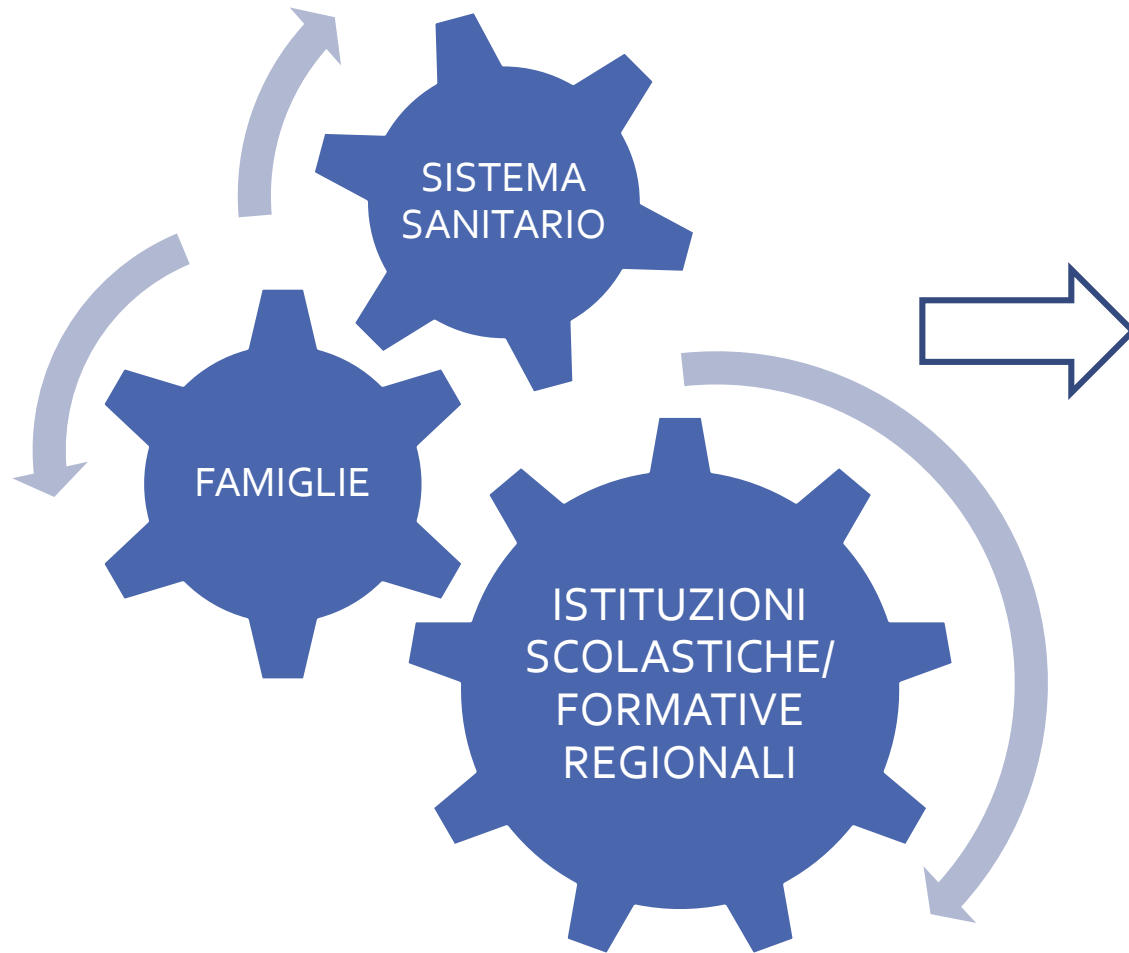 SISTEMA
SANITARIO
FAMIGLIE
ISTITUZIONI
SCOLASTICHE/
FORMATIVE
REGIONALI